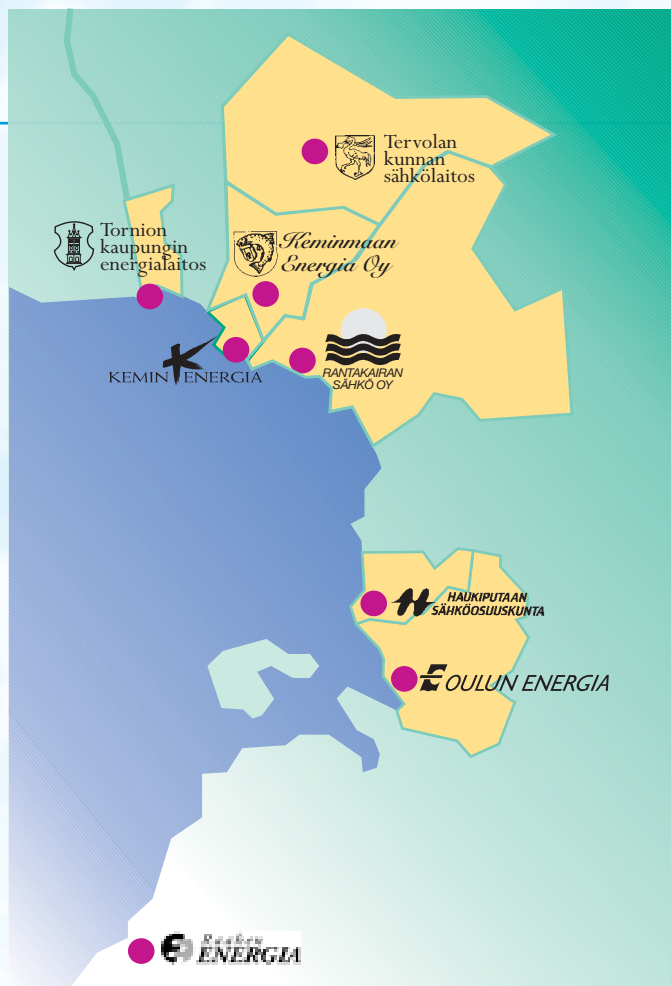 Tervolan
kunnan
sähkölaitos
Tornion
kaupungin
energialaitos
Keminmaan
Energia Oy
KEMIN ENERGIA
RANTAKAIRAN
SÄHKÖ OY
HAUKIPUTAAN
SÄHKÖOSUUSKUNTA
OULUN ENERGIA
Raahen
ENERGIA